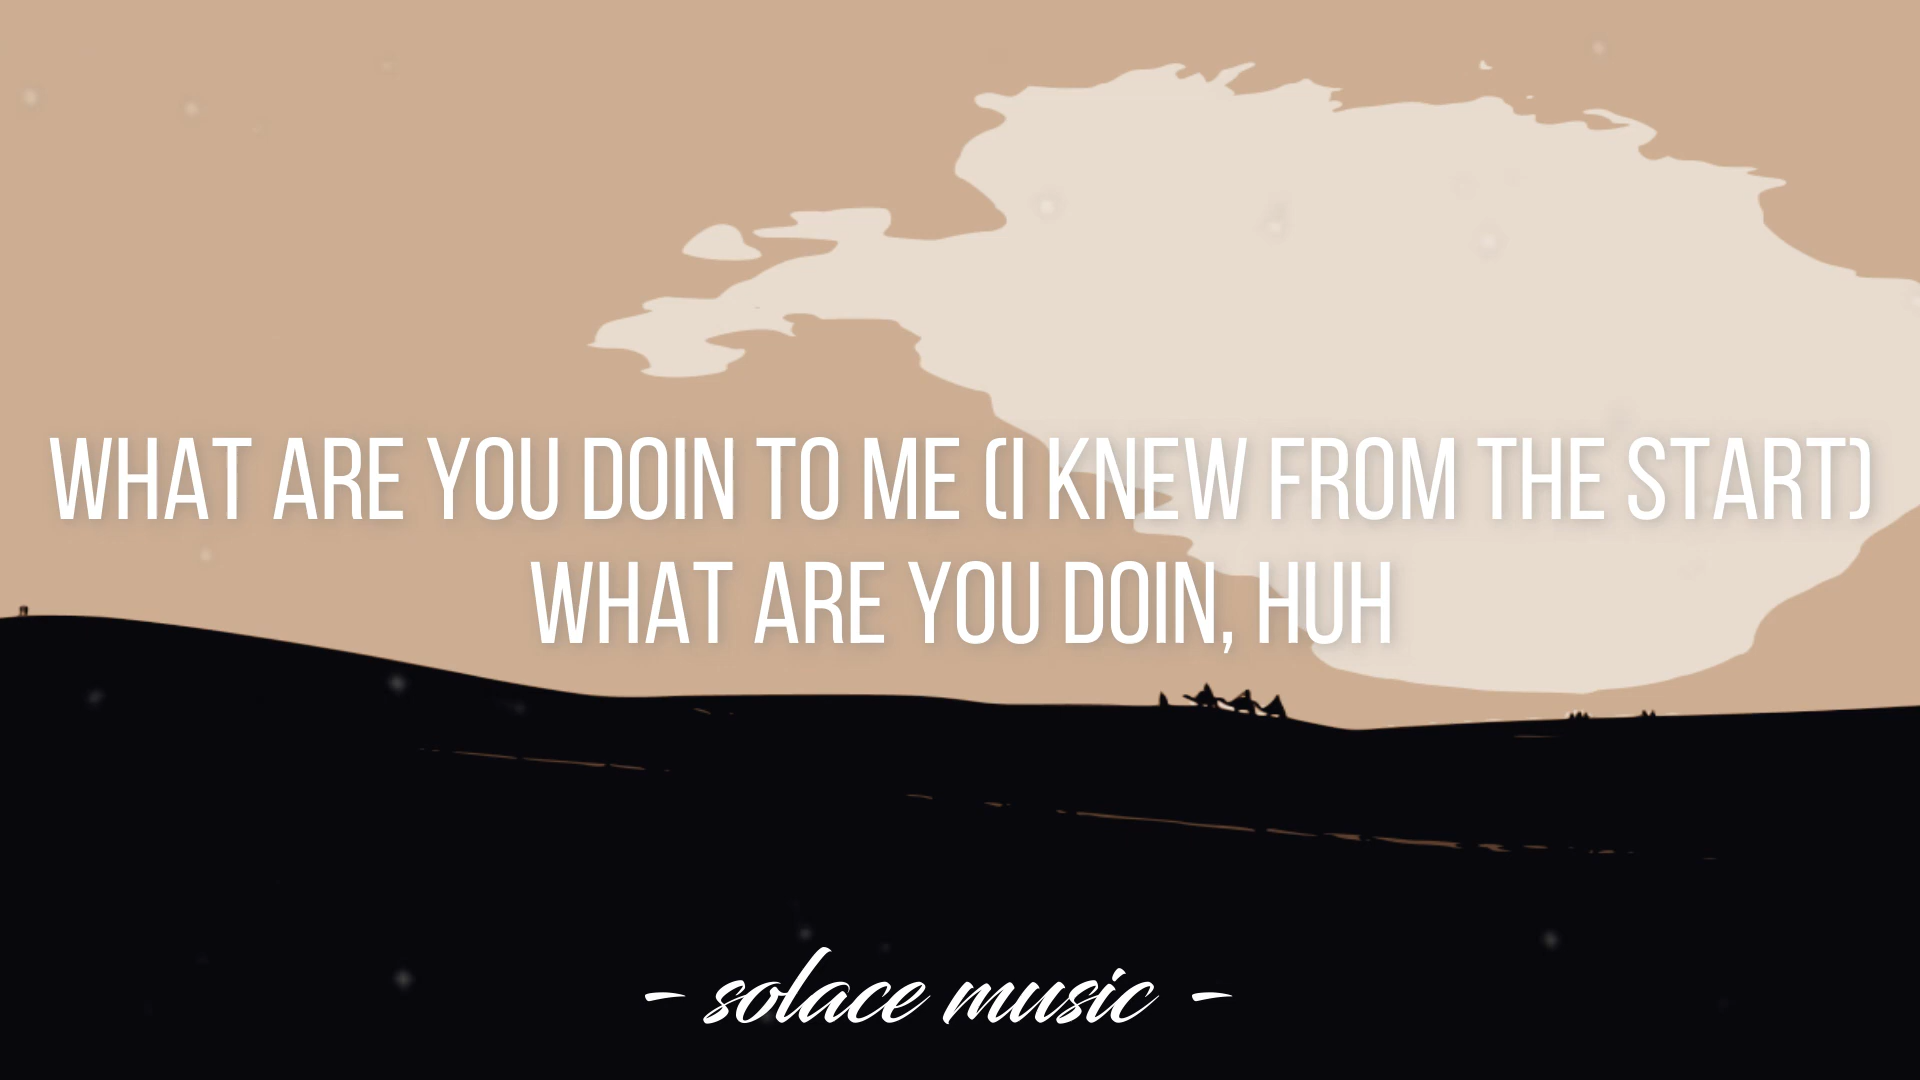 WHAT ARE YOU DOIN TO ME (I KNEW FROM THE START)
WHAT ARE YOU DOIN, HUH
- solace music -